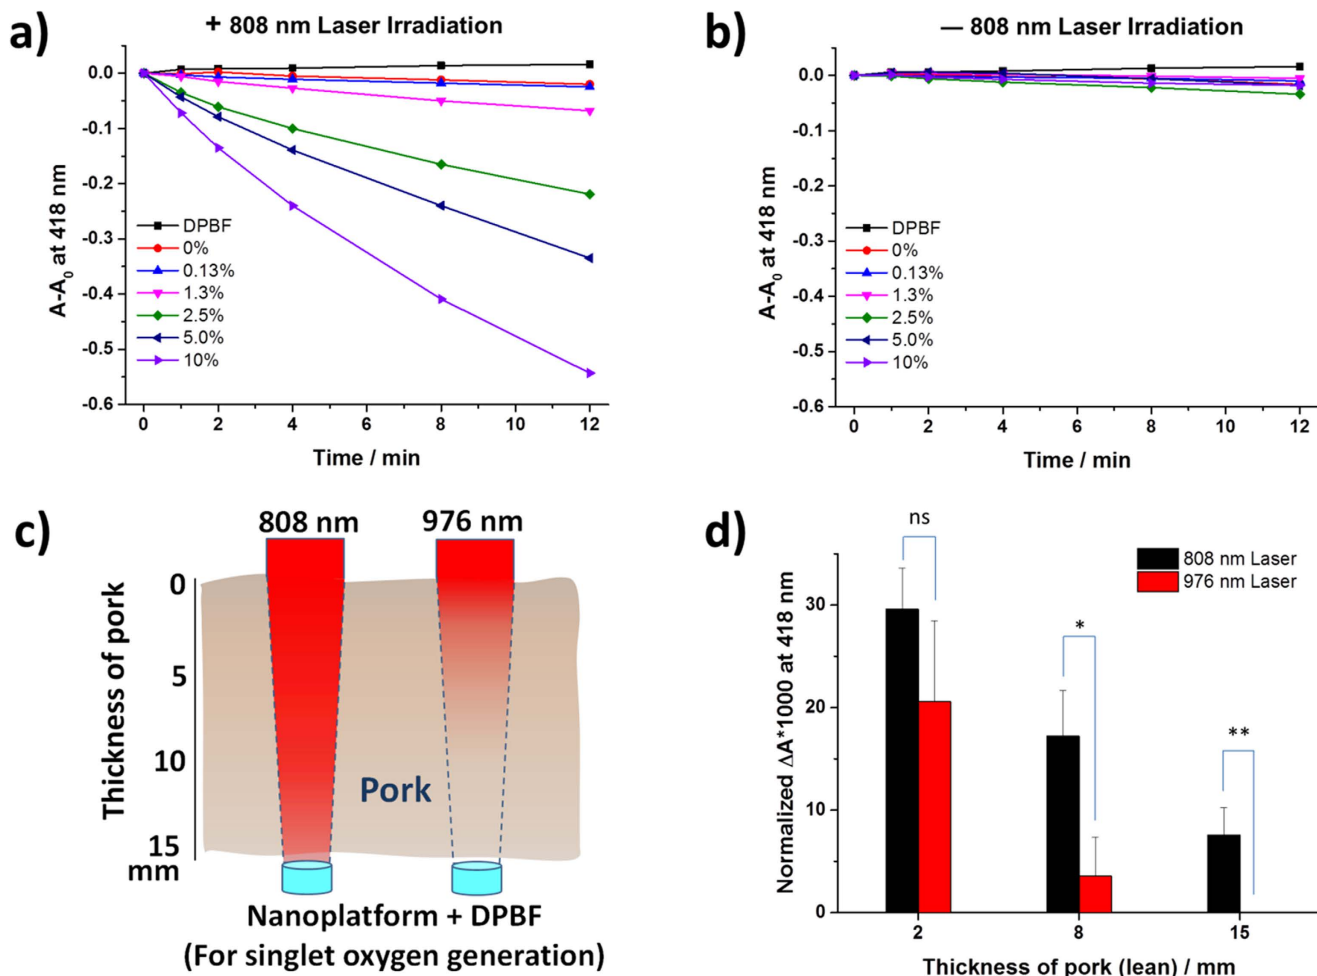 a)
+ 808 nm Laser Irradiation
A-A₀ at 418 nm
0.0
-0.1
-0.2
-0.3
-0.4
-0.5
-0.6
DPBF
0%
0.13%
1.3%
2.5%
5.0%
10%
0 2 4 6 8 10 12
Time / min
b)
— 808 nm Laser Irradiation
A-A₀ at 418 nm
0.0
-0.1
-0.2
-0.3
-0.4
-0.5
-0.6
DPBF
0%
0.13%
1.3%
2.5%
5.0%
10%
0 2 4 6 8 10 12
Time / min
c)
808 nm 976 nm
Thickness of pork
0
5
10
15
mm
Pork
Nanoplatform + DPBF
(For singlet oxygen generation)
d)
ns
808 nm Laser
976 nm Laser
*
**
Normalized ΔA*1000 at 418 nm
30
20
10
0
2 8 15
Thickness of pork (lean) / mm